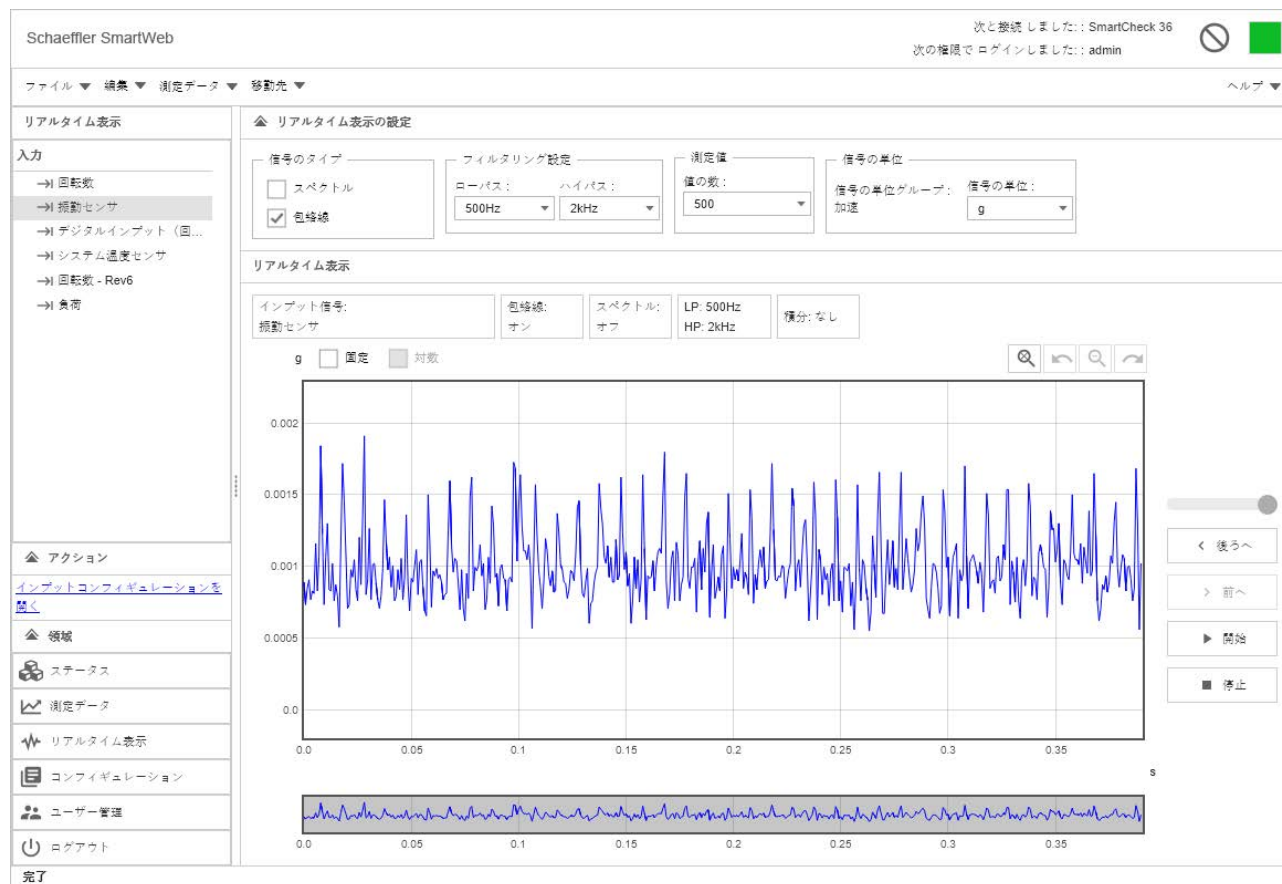 Schaeffler SmartWeb
次と接続 しました: : SmartCheck 36
次の権限で ログインしました: : admin
ファイル ▼ 編集 ▼ 測定データ ▼ 移動先 ▼
ヘルプ ▼
リアルタイム表示
入力
回転数
振動センサ
デジタルインプット（回...
システム温度センサ
回転数 - Rev6
負荷
アクション
インプットコンフィギュレーションを
開く
領域
ステータス
測定データ
リアルタイム表示
コンフィギュレーション
ユーザー管理
ログアウト
完了
リアルタイム表示の設定
信号のタイプ
スペクトル
包絡線
フィルタリング設定
ローパス： ハイパス：
500Hz 2kHz
測定値
値の数：
500
信号の単位
信号の単位グループ： 信号の単位：
加速 g
リアルタイム表示
インプット信号:
振動センサ
包絡線:
オン
スペクトル:
オフ
LP: 500Hz
HP: 2kHz
積分: なし
g 固定 対数
0.002
0.0015
0.001
0.0005
0.0
0.0 0.05 0.1 0.15 0.2 0.25 0.3 0.35
s
0.0 0.05 0.1 0.15 0.2 0.25 0.3 0.35
後ろへ
前へ
開始
停止